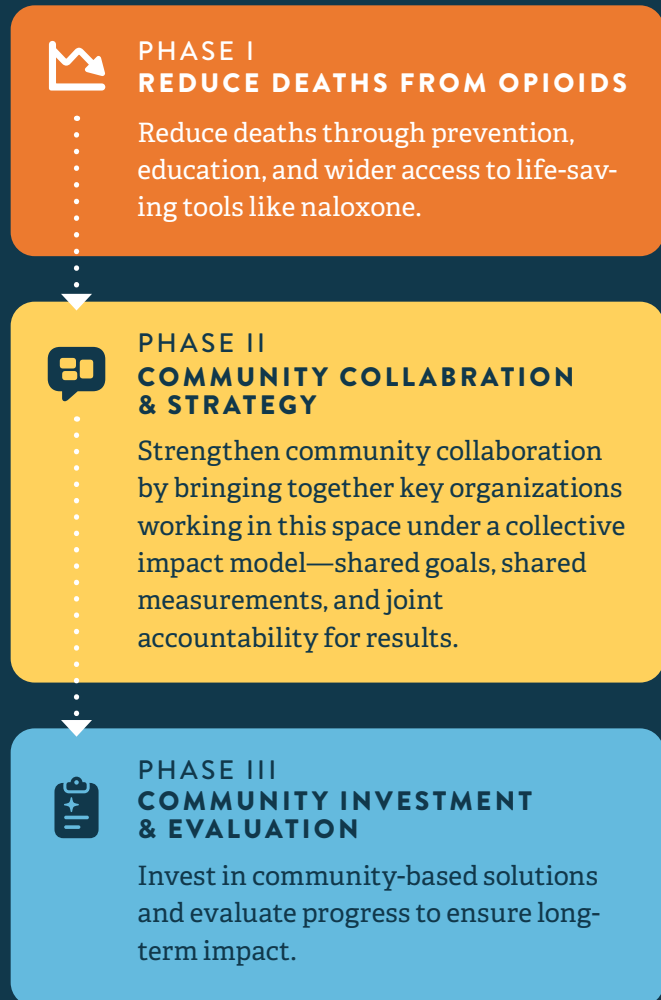 PHASE I
REDUCE DEATHS FROM OPIOIDS
Reduce deaths through prevention,
education, and wider access to life-sav-
ing tools like naloxone.
PHASE II
COMMUNITY COLLABRATION
& STRATEGY
Strengthen community collaboration
by bringing together key organizations
working in this space under a collective
impact model—shared goals, shared
measurements, and joint
accountability for results.
PHASE III
COMMUNITY INVESTMENT
& EVALUATION
Invest in community-based solutions
and evaluate progress to ensure long-
term impact.